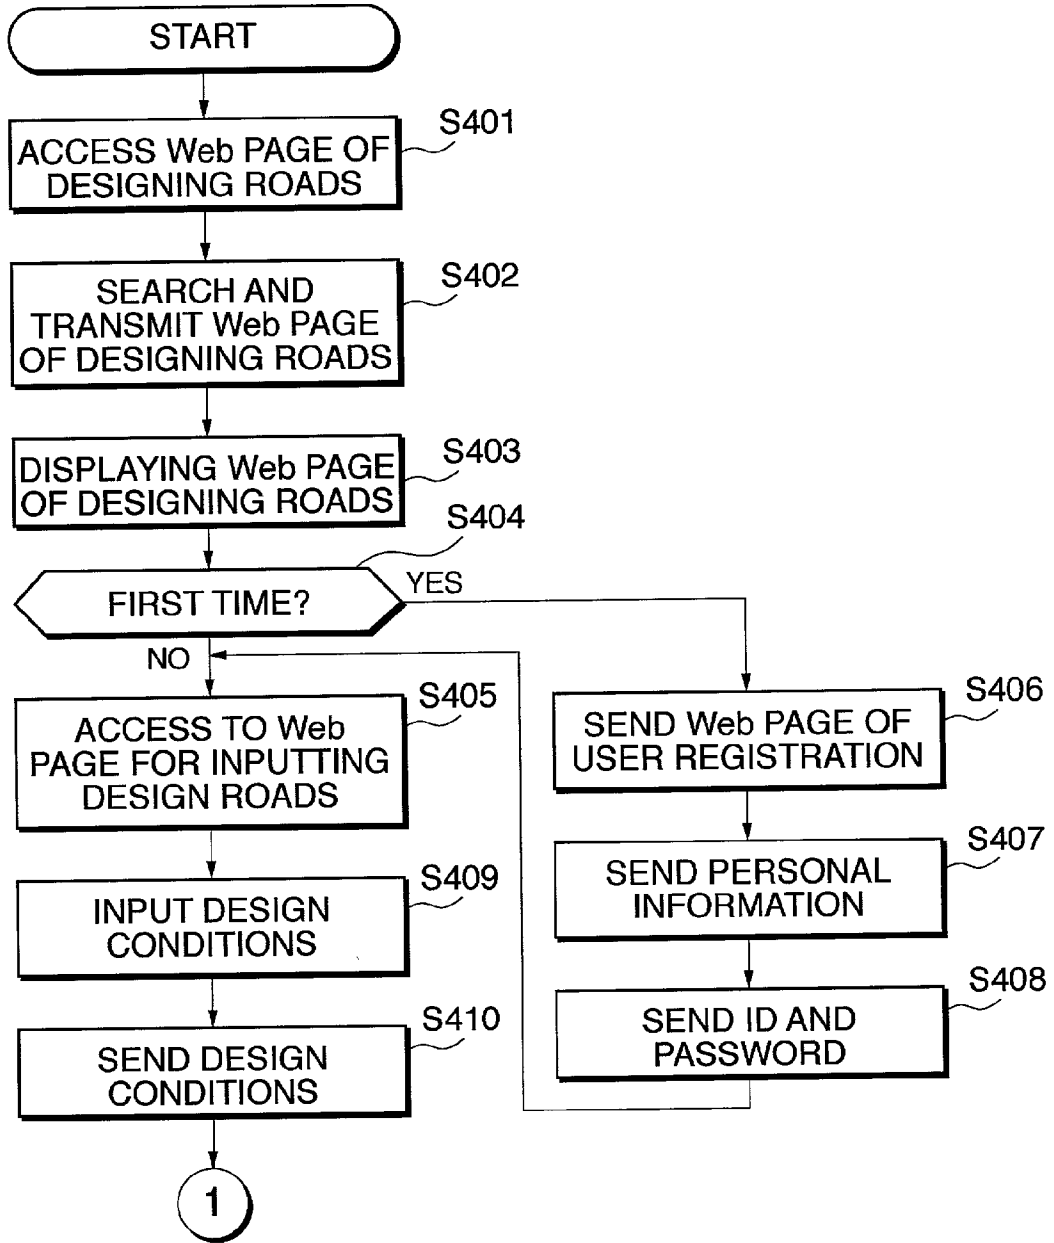 START
S401
ACCESS Web PAGE OF
DESIGNING ROADS
S402
SEARCH AND
TRANSMIT Web PAGE
OF DESIGNING ROADS
S403
DISPLAYING Web PAGE
OF DESIGNING ROADS
S404
FIRST TIME?
YES
NO
S405
ACCESS TO Web
PAGE FOR INPUTTING
DESIGN ROADS
S409
INPUT DESIGN
CONDITIONS
S410
SEND DESIGN
CONDITIONS
1
S406
SEND Web PAGE OF
USER REGISTRATION
S407
SEND PERSONAL
INFORMATION
S408
SEND ID AND
PASSWORD